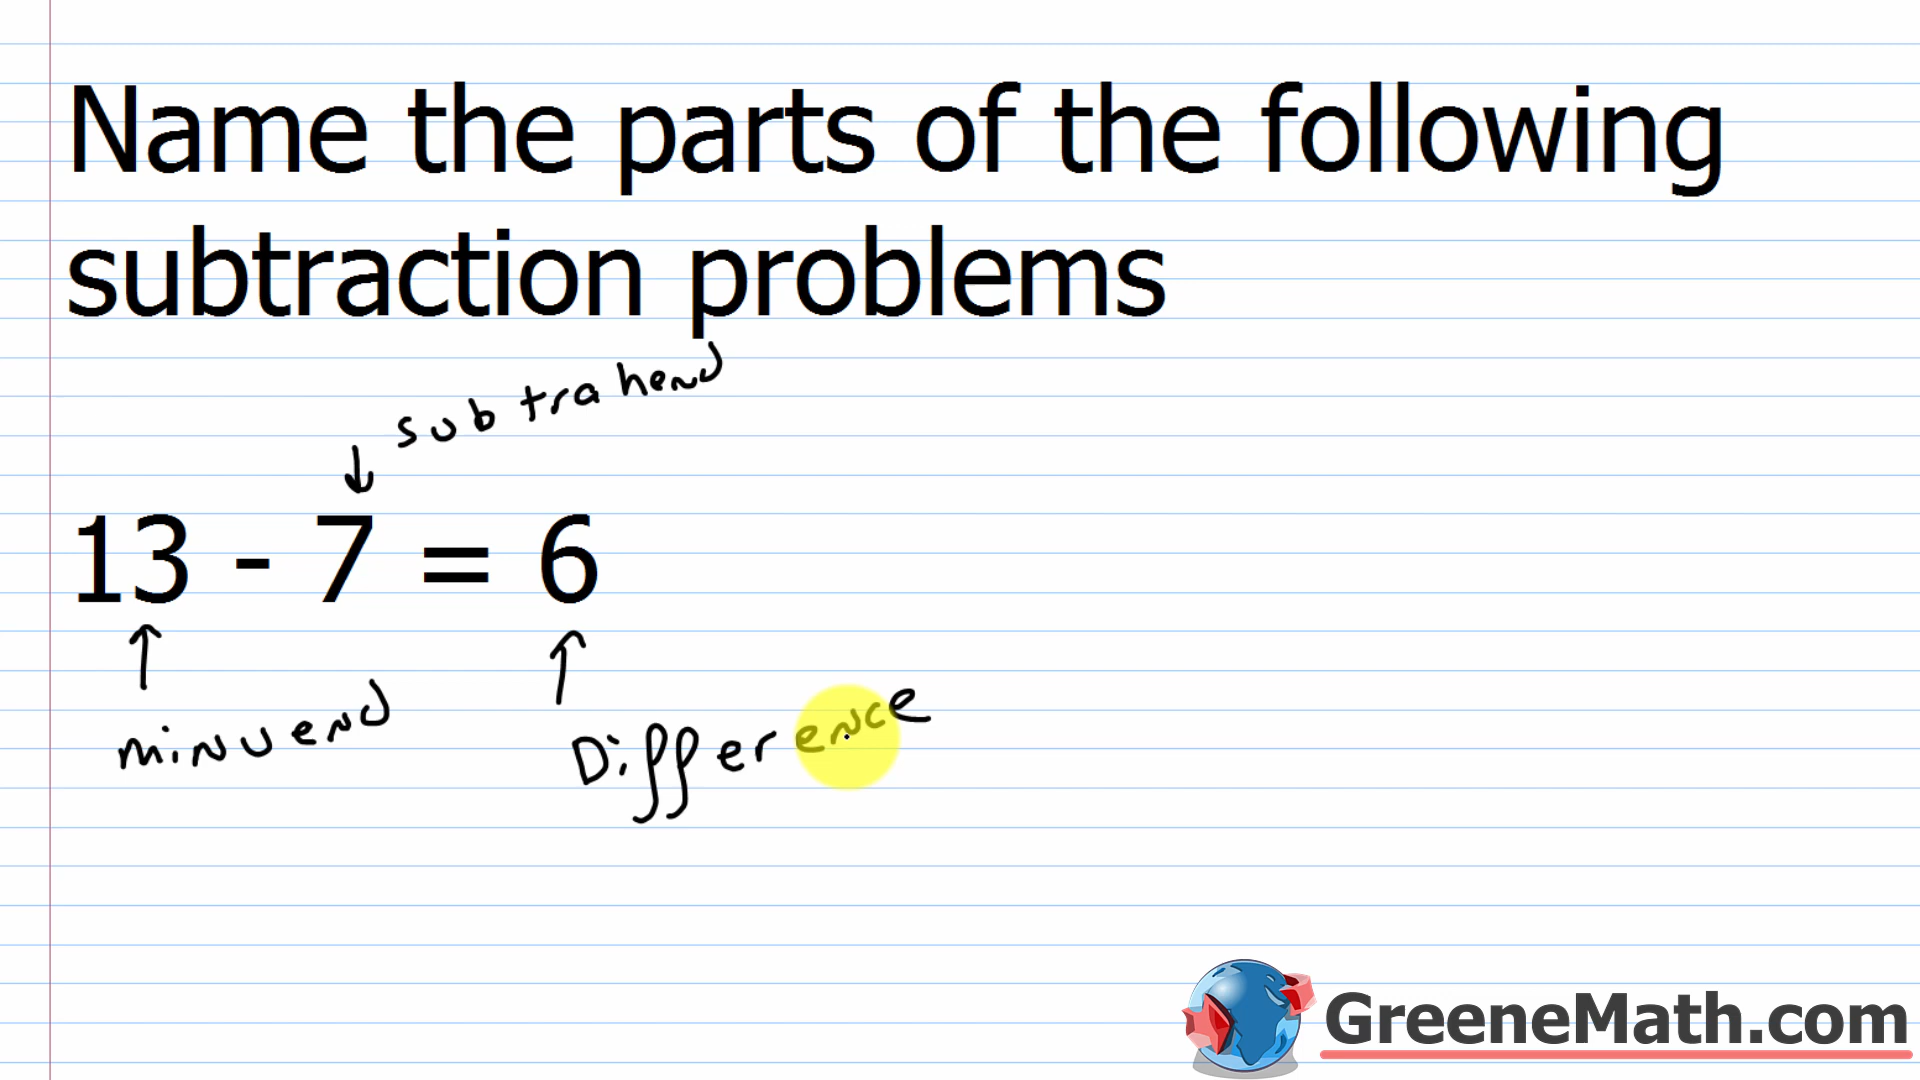 Name the parts of the following
subtraction problems
subtrahend
13 - 7 = 6
minuend
Difference
GreeneMath.com